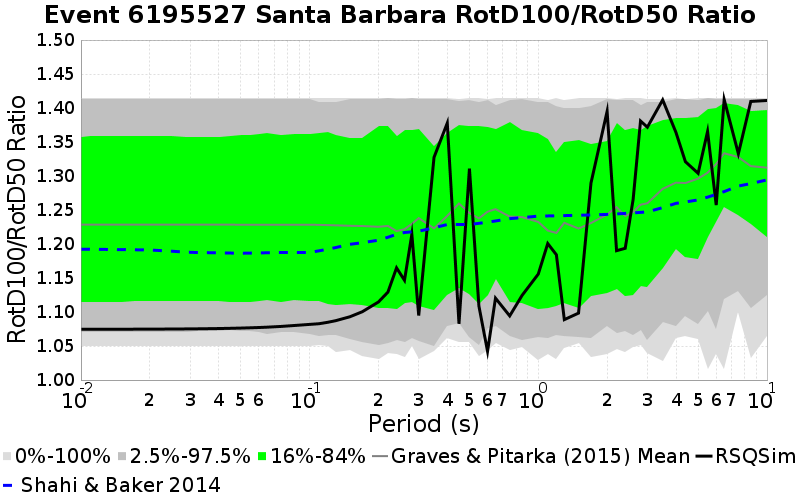 Event 6195527 Santa Barbara RotD100/RotD50 Ratio
RotD100/RotD50 Ratio
1.50
1.45
1.40
1.35
1.30
1.25
1.20
1.15
1.10
1.05
1.00
10-2 2 3 4 5 6 10-1 2 3 4 5 6 7 100 2 3 4 5 6 7 101
Period (s)
0%-100% 2.5%-97.5% 16%-84% Graves & Pitarka (2015) Mean RSQSim
Shahi & Baker 2014